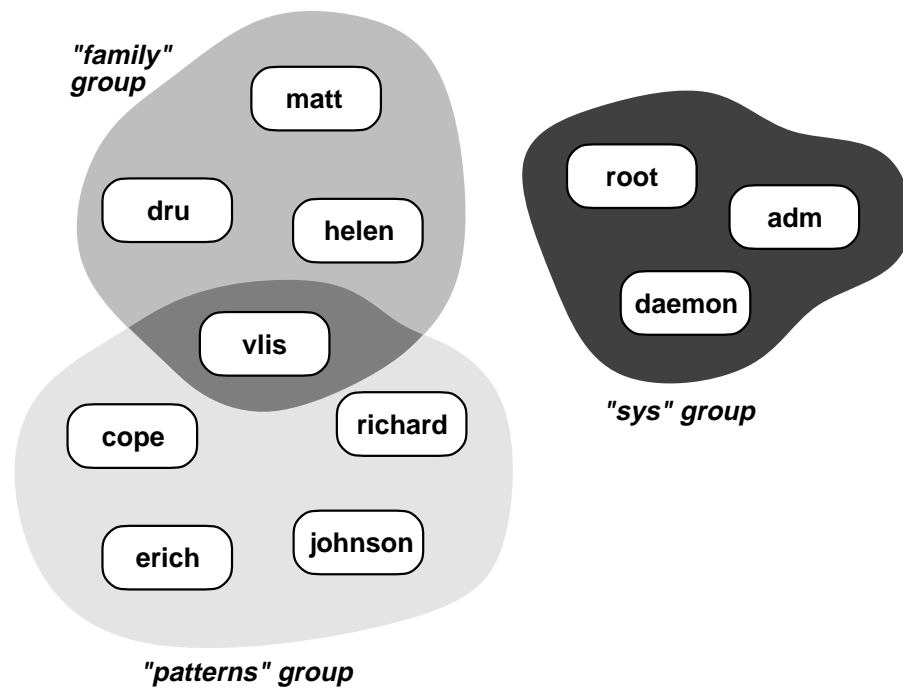 "family"
group
matt
dru
helen
vlis
cope
richard
erich
johnson
"patterns" group
root
adm
daemon
"sys" group